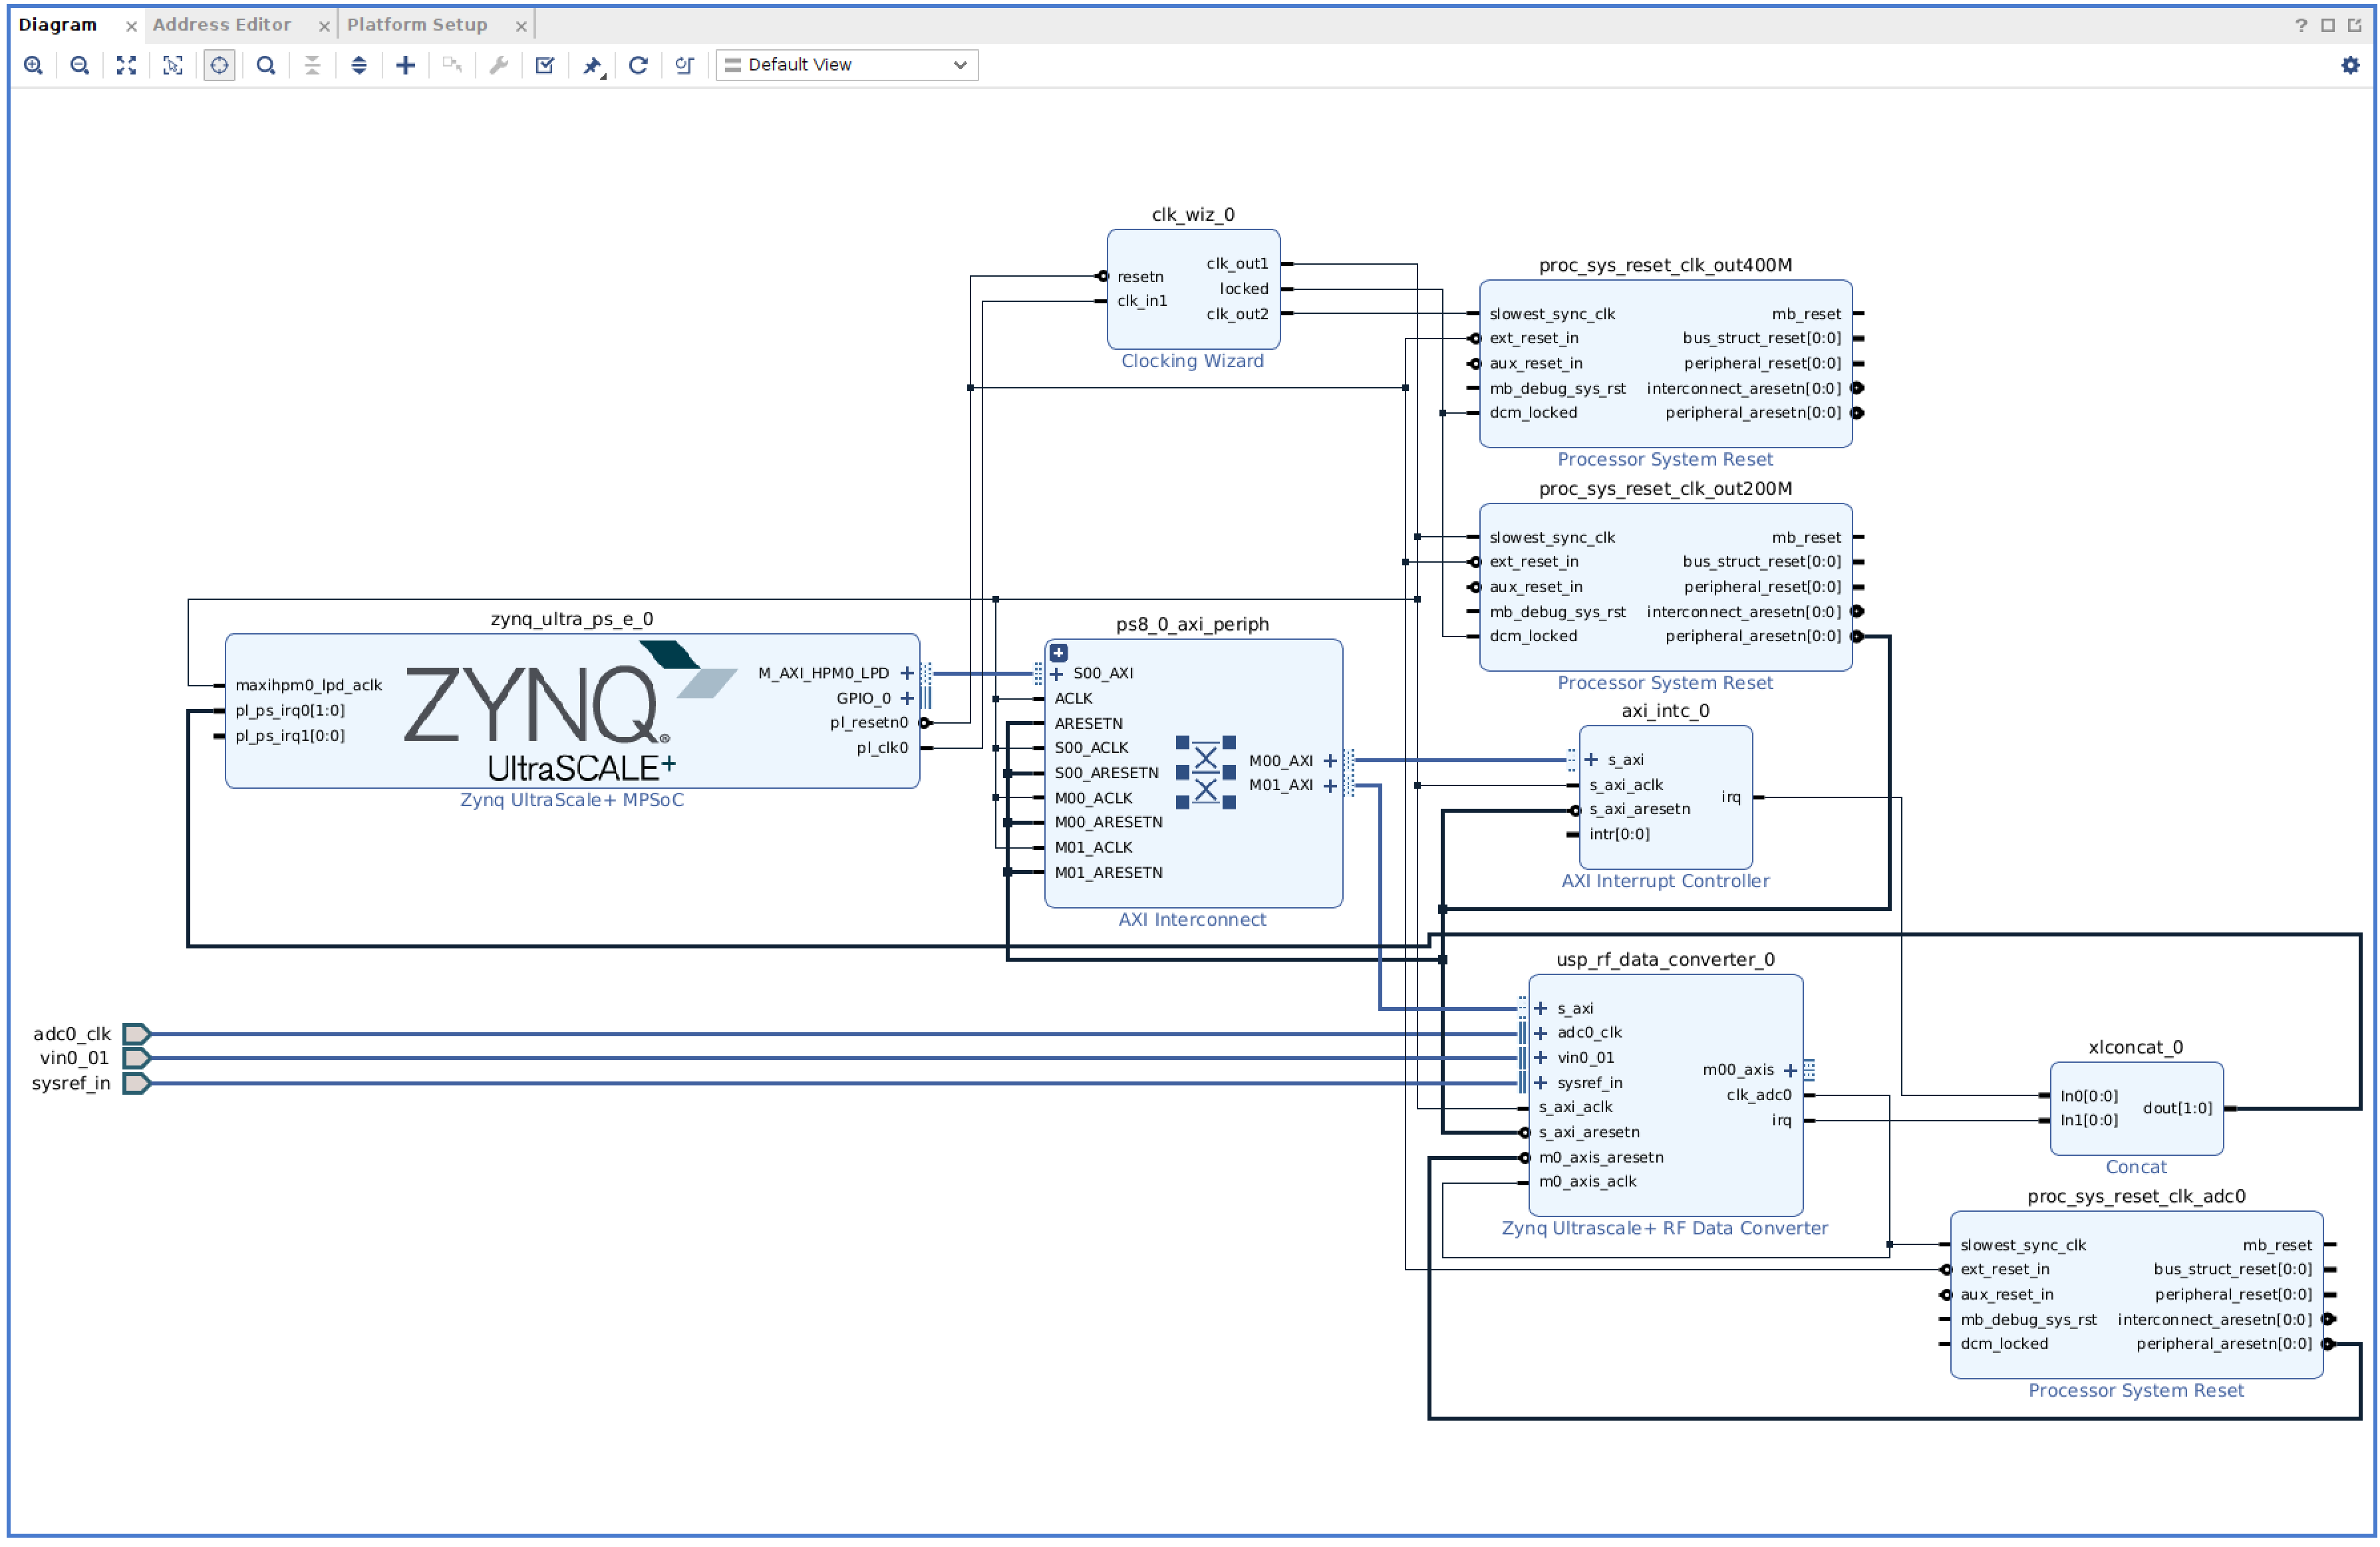 Diagram
Address Editor
Platform Setup
Default View
clk_wiz_0
resetn
clk_in1
clk_out1
locked
clk_out2
Clocking Wizard
proc_sys_reset_clk_out400M
slowest_sync_clk
ext_reset_in
aux_reset_in
mb_debug_sys_rst
dcm_locked
mb_reset
bus_struct_reset[0:0]
peripheral_reset[0:0]
interconnect_aresetn[0:0]
peripheral_aresetn[0:0]
Processor System Reset
proc_sys_reset_clk_out200M
slowest_sync_clk
ext_reset_in
aux_reset_in
mb_debug_sys_rst
dcm_locked
mb_reset
bus_struct_reset[0:0]
peripheral_reset[0:0]
interconnect_aresetn[0:0]
peripheral_aresetn[0:0]
Processor System Reset
zynq_ultra_ps_e_0
maxihpm0_lpd_aclk
pl_ps_irq0[1:0]
pl_ps_irq1[0:0]
ZYNQ®
UltraSCALE+
M_AXI_HPM0_LPD
GPIO_0
pl_resetn0
pl_clk0
Zynq UltraScale+ MPSoC
ps8_0_axi_periph
S00_AXI
ACLK
ARESETN
S00_ACLK
S00_ARESETN
M00_ACLK
M00_ARESETN
M01_ACLK
M01_ARESETN
M00_AXI
M01_AXI
AXI Interconnect
axi_intc_0
s_axi
s_axi_aclk
s_axi_aresetn
intr[0:0]
irq
AXI Interrupt Controller
adc0_clk
vin0_01
sysref_in
usp_rf_data_converter_0
s_axi
adc0_clk
vin0_01
sysref_in
s_axi_aclk
s_axi_aresetn
m0_axis_aresetn
m0_axis_aclk
m00_axis
clk_adc0
irq
Zynq Ultrascale+ RF Data Converter
xlconcat_0
In0[0:0]
In1[0:0]
dout[1:0]
Concat
proc_sys_reset_clk_adc0
slowest_sync_clk
ext_reset_in
aux_reset_in
mb_debug_sys_rst
dcm_locked
mb_reset
bus_struct_reset[0:0]
peripheral_reset[0:0]
interconnect_aresetn[0:0]
peripheral_aresetn[0:0]
Processor System Reset